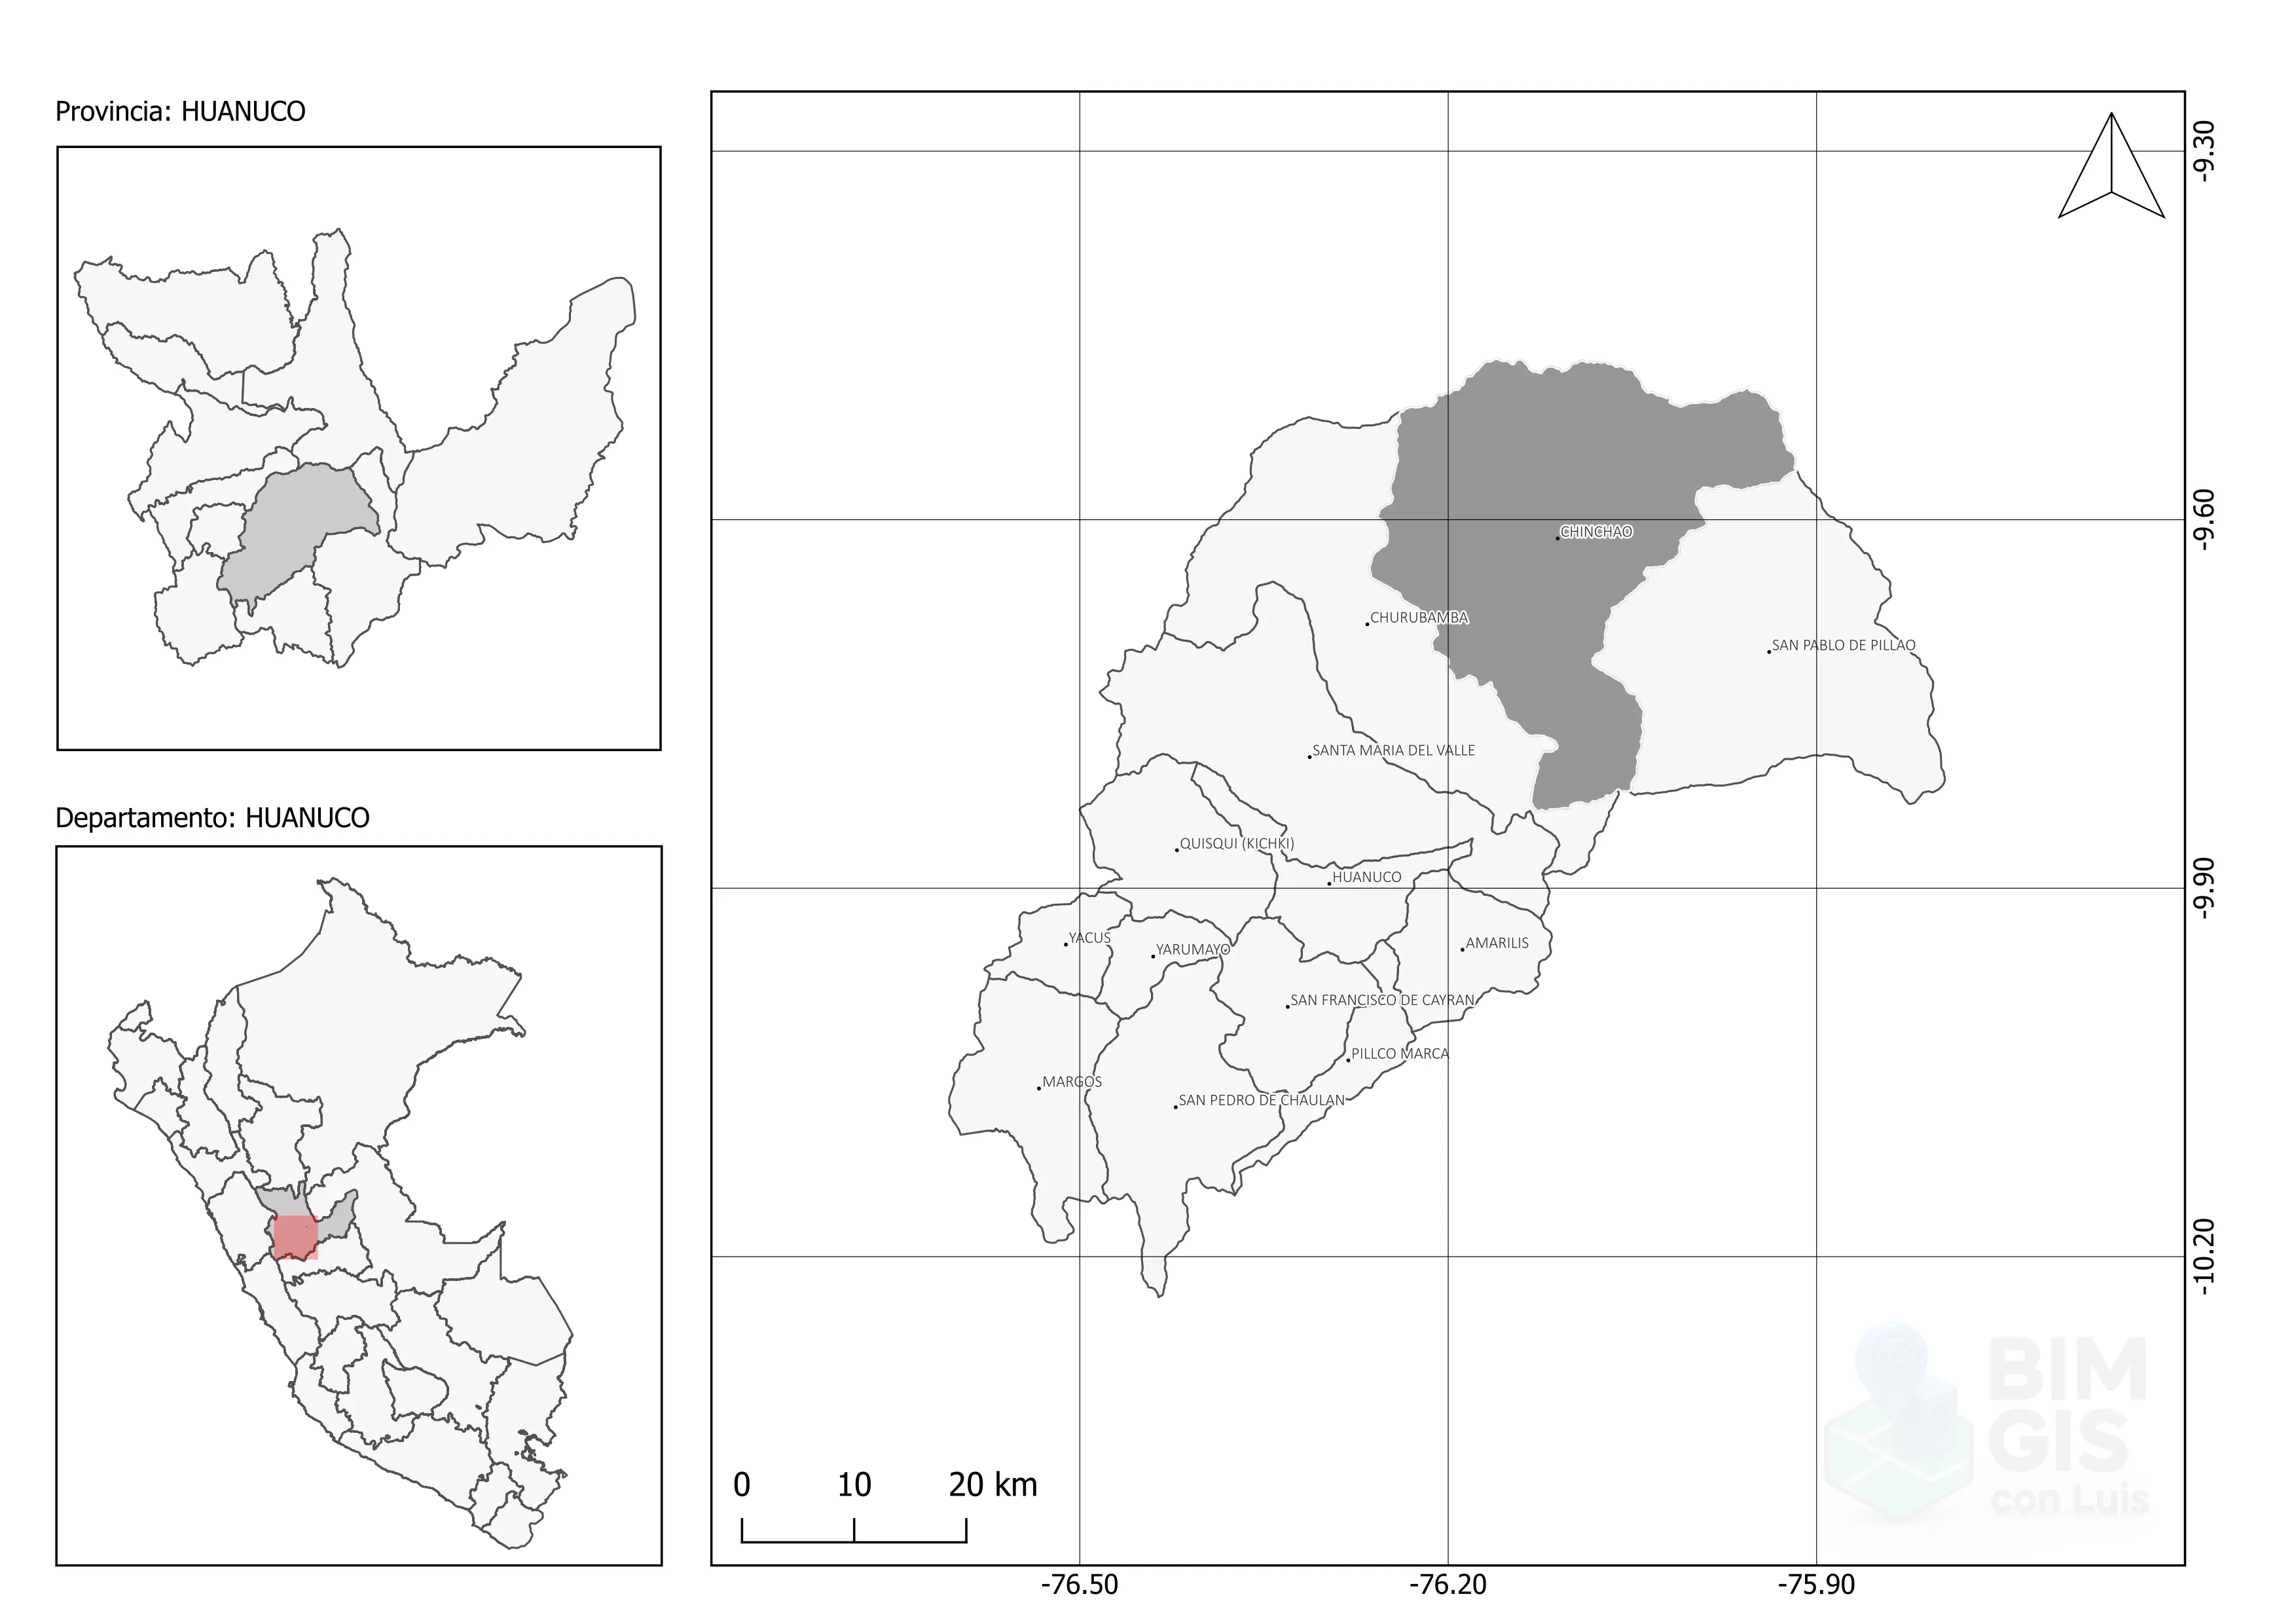 Provincia: HUANUCO
Departamento: HUANUCO
-9.30
-9.60
-9.90
-10.20
CHINCHAO
CHURUBAMBA
SAN PABLO DE PILLAO
SANTA MARIA DEL VALLE
QUISQUI (KICHKI)
HUANUCO
YACUS
YARUMAYO
AMARILIS
SAN FRANCISCO DE CAYRAN
PILLCO MARCA
MARGOS
SAN PEDRO DE CHAULAN
BIM
GIS
con Luis
0 10 20 km
-76.50 -76.20 -75.90